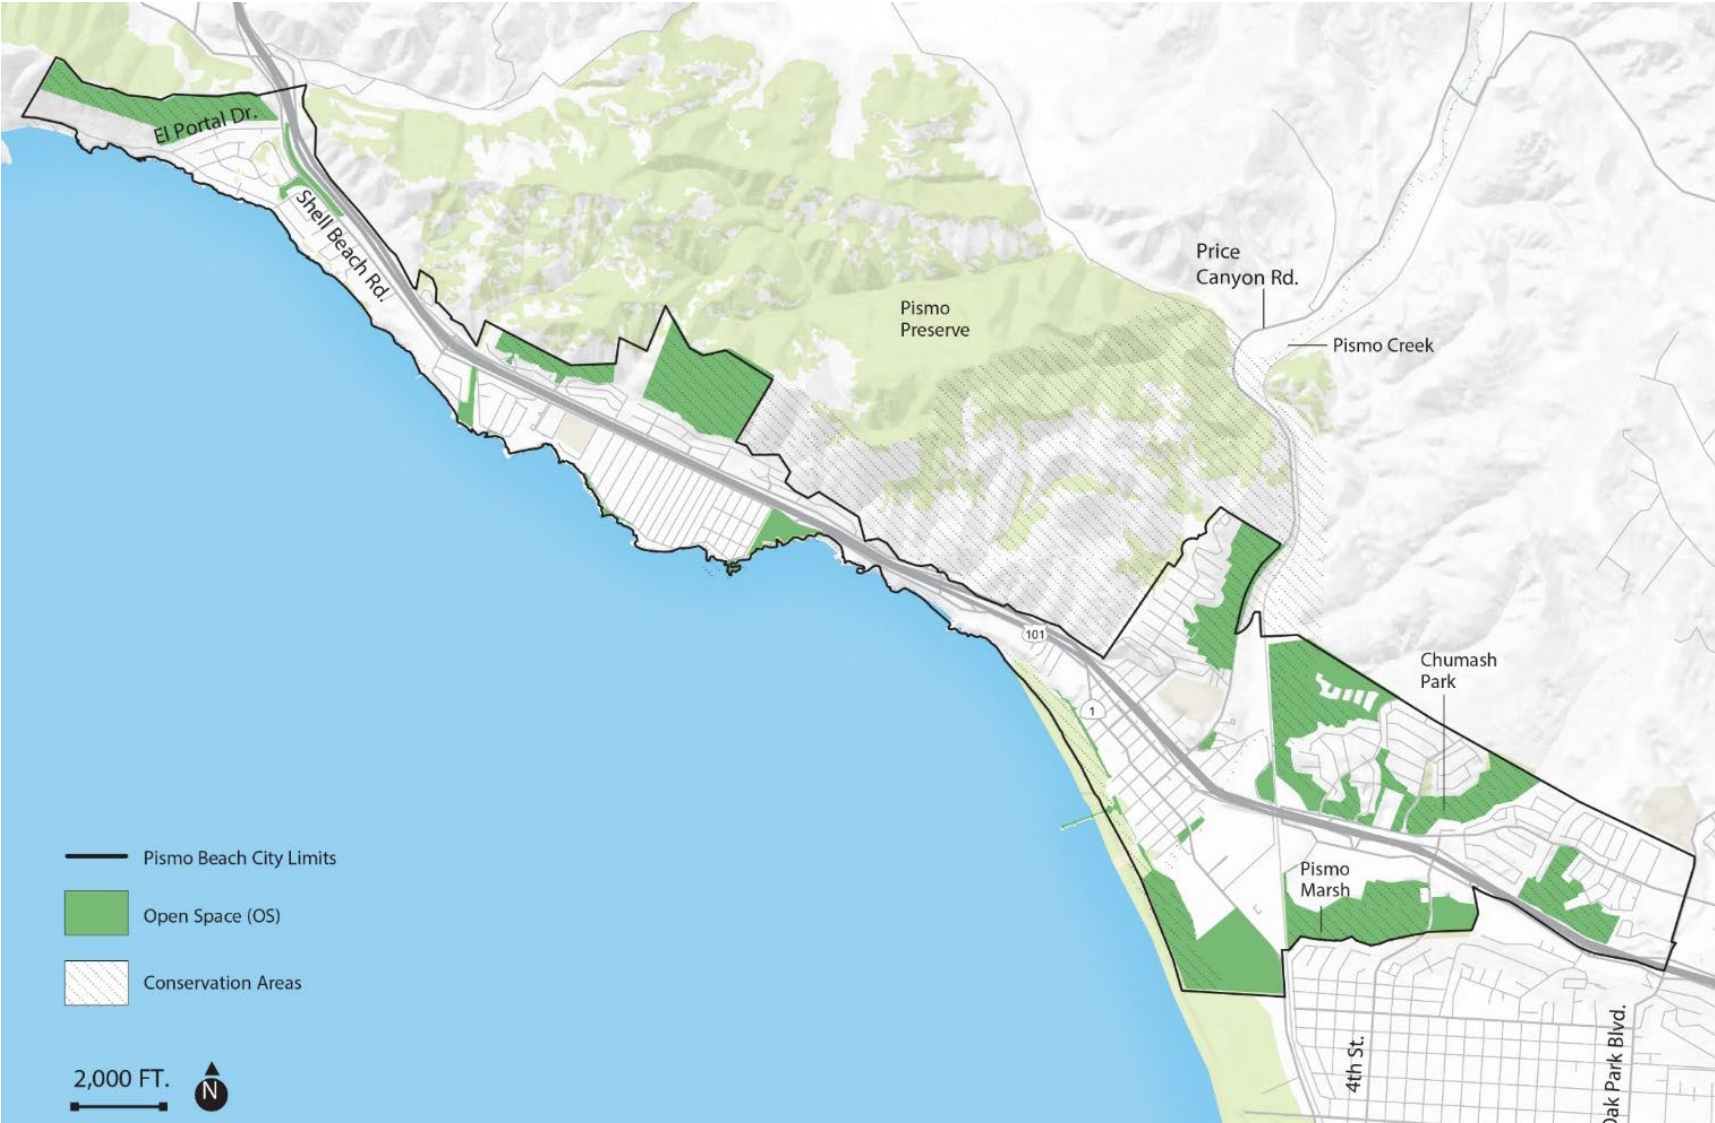 El Portal Dr.
Shell Beach Rd.
Price
Canyon Rd.
Pismo
Preserve
Pismo Creek
101
Chumash
Park
1
Pismo
Marsh
Pismo Beach City Limits
Open Space (OS)
Conservation Areas
2,000 FT.
N
4th St.
Oak Park Blvd.